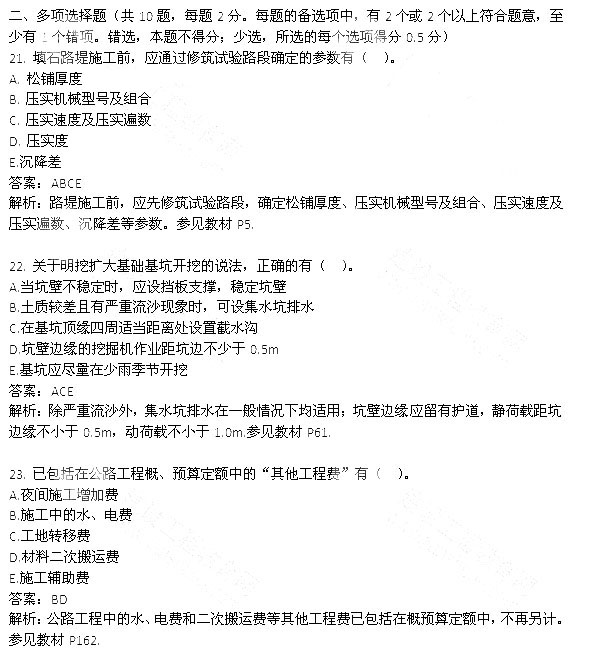 二、多项选择题（共 10 题，每题 2 分。每题的备选项中，有 2 个或 2 个以上符合题意，至
少有 1 个错项。错选，本题不得分；少选，所选的每个选项得分 0.5 分）
21. 填石路堤施工前，应通过修筑试验路段确定的参数有（　）。
A. 松铺厚度
B. 压实机械型号及组合
C. 压实速度及压实遍数
D. 压实度
E.沉降差
答案：ABCE
解析：路堤施工前，应先修筑试验路段，确定松铺厚度、压实机械型号及组合、压实速度及
压实遍数、沉降差等参数。参见教材 P5.
22. 关于明挖扩大基础基坑开挖的说法，正确的有（　）。
A.当坑壁不稳定时，应设挡板支撑，稳定坑壁
B.土质较差且有严重流沙现象时，可设集水坑排水
C.在基坑顶缘四周适当距离处设置截水沟
D.坑壁边缘的挖掘机作业距坑边不少于 0.5m
E.基坑应尽量在少雨季节开挖
答案：ACE
解析：除严重流沙外，集水坑排水在一般情况下均适用；坑壁边缘应留有护道，静荷载距坑
边缘不小于 0.5m，动荷载不小于 1.0m.参见教材 P61.
23. 已包括在公路工程概、预算定额中的“其他工程费”有（　）。
A.夜间施工增加费
B.施工中的水、电费
C.工地转移费
D.材料二次搬运费
E.施工辅助费
答案：BD
解析：公路工程中的水、电费和二次搬运费等其他工程费已包括在概预算定额中，不再另计。
参见教材 P162.